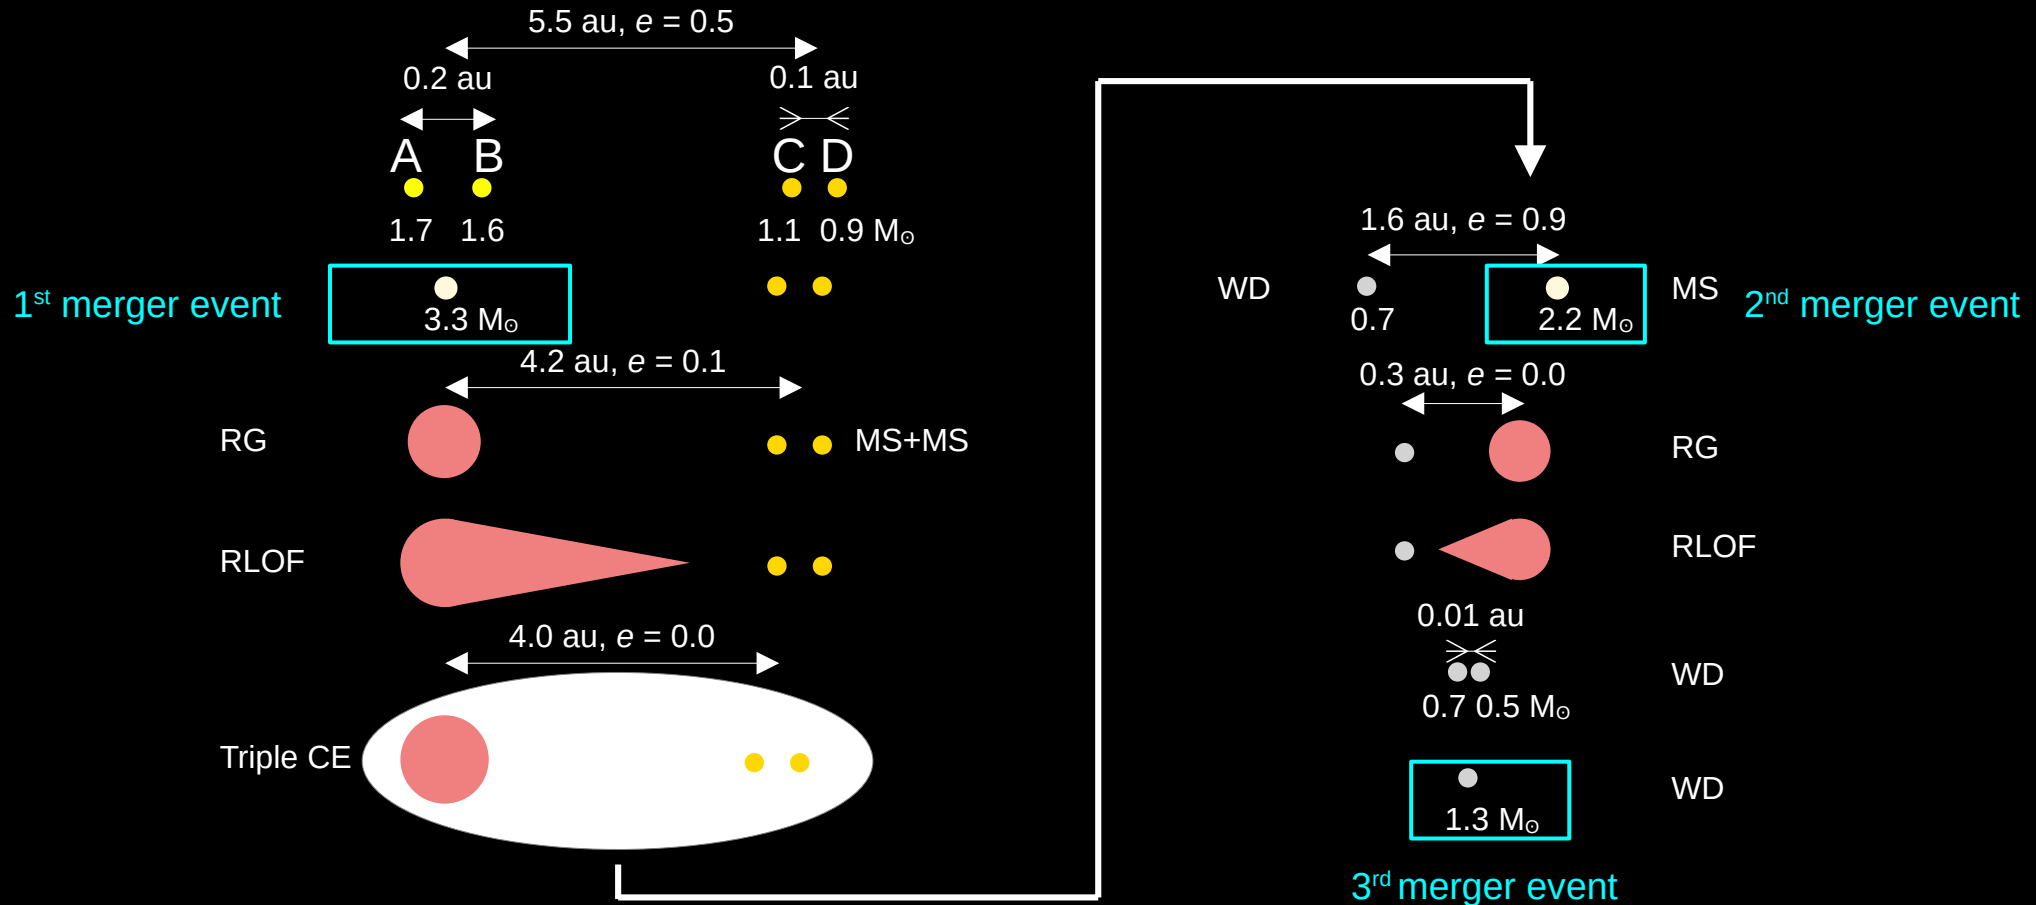 5.5 au, e = 0.5
0.2 au
0.1 au
A B
C D
1.7 1.6
1.1 0.9 M☉
1st merger event
3.3 M☉
4.2 au, e = 0.1
RG
MS+MS
RLOF
4.0 au, e = 0.0
Triple CE
1.6 au, e = 0.9
WD
MS
2nd merger event
0.7
2.2 M☉
0.3 au, e = 0.0
RG
RLOF
0.01 au
WD
0.7 0.5 M☉
WD
1.3 M☉
3rd merger event